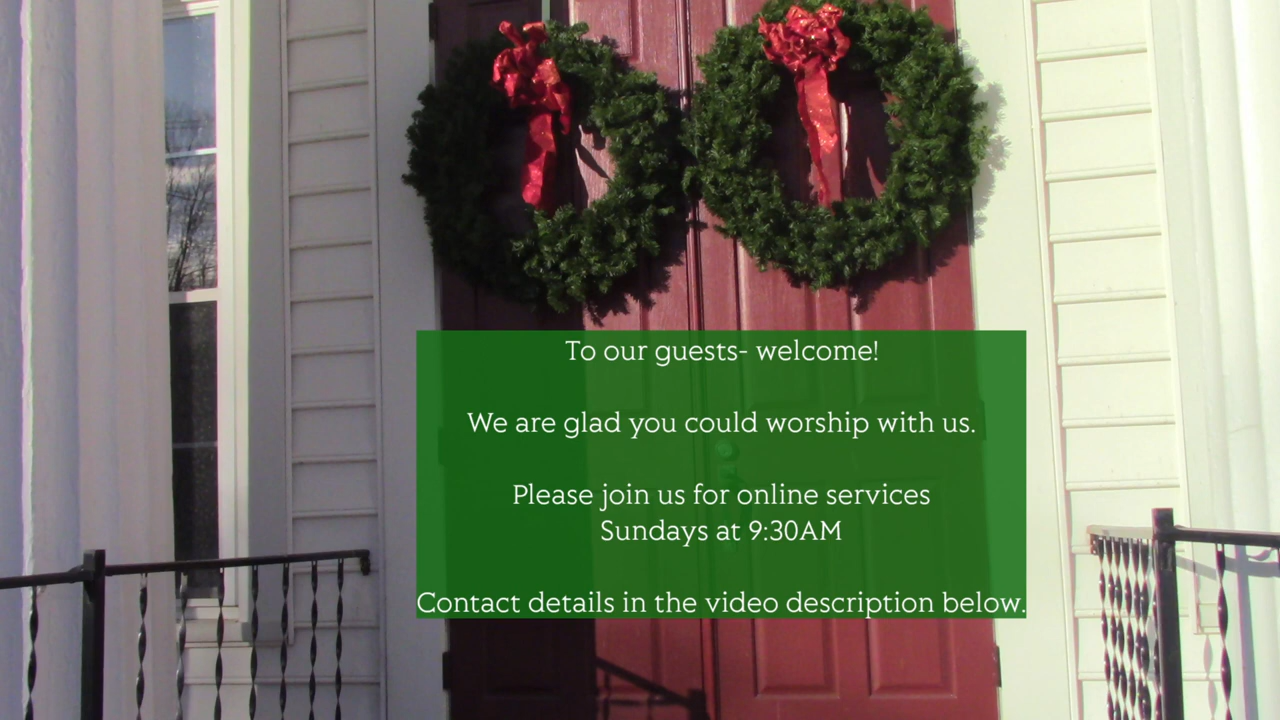 To our guests- welcome!
We are glad you could worship with us.
Please join us for online services
Sundays at 9:30AM
Contact details in the video description below.